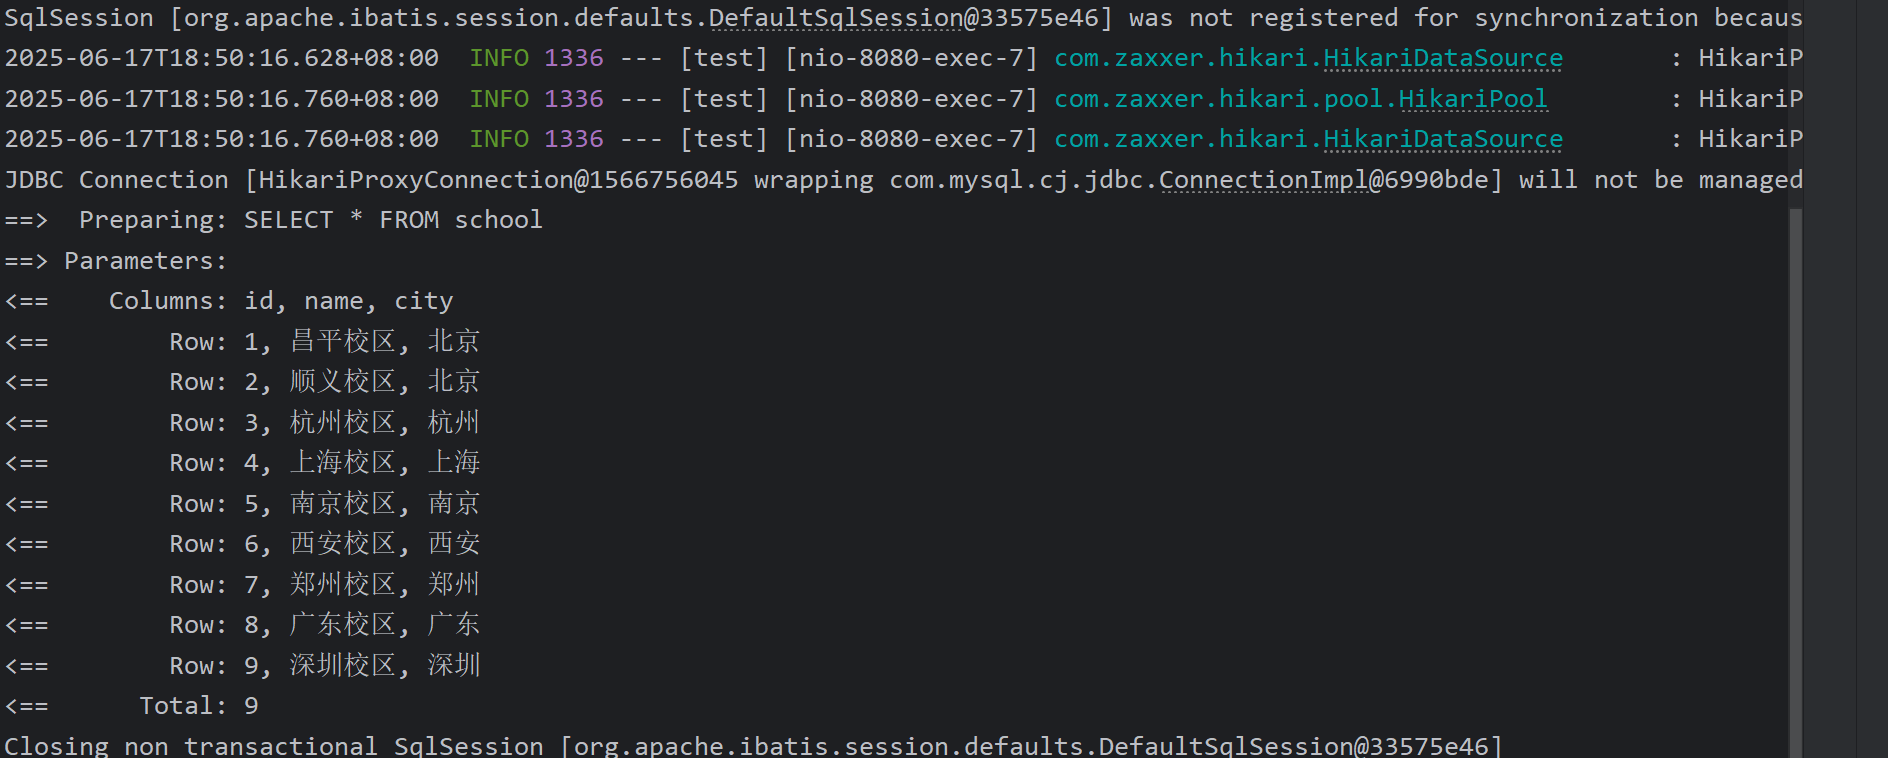 SqlSession [org.apache.ibatis.session.defaults.DefaultSqlSession@33575e46] was not registered for synchronization becaus
2025-06-17T18:50:16.628+08:00  INFO 1336 --- [test] [nio-8080-exec-7] com.zaxxer.hikari.HikariDataSource       : HikariP
2025-06-17T18:50:16.760+08:00  INFO 1336 --- [test] [nio-8080-exec-7] com.zaxxer.hikari.pool.HikariPool        : HikariP
2025-06-17T18:50:16.760+08:00  INFO 1336 --- [test] [nio-8080-exec-7] com.zaxxer.hikari.HikariDataSource       : HikariP
JDBC Connection [HikariProxyConnection@1566756045 wrapping com.mysql.cj.jdbc.ConnectionImpl@6990bde] will not be managed
==>  Preparing: SELECT * FROM school
==> Parameters:
<==    Columns: id, name, city
<==        Row: 1, 昌平校区, 北京
<==        Row: 2, 顺义校区, 北京
<==        Row: 3, 杭州校区, 杭州
<==        Row: 4, 上海校区, 上海
<==        Row: 5, 南京校区, 南京
<==        Row: 6, 西安校区, 西安
<==        Row: 7, 郑州校区, 郑州
<==        Row: 8, 广东校区, 广东
<==        Row: 9, 深圳校区, 深圳
<==      Total: 9
Closing non transactional SqlSession [org.apache.ibatis.session.defaults.DefaultSqlSession@33575e46]